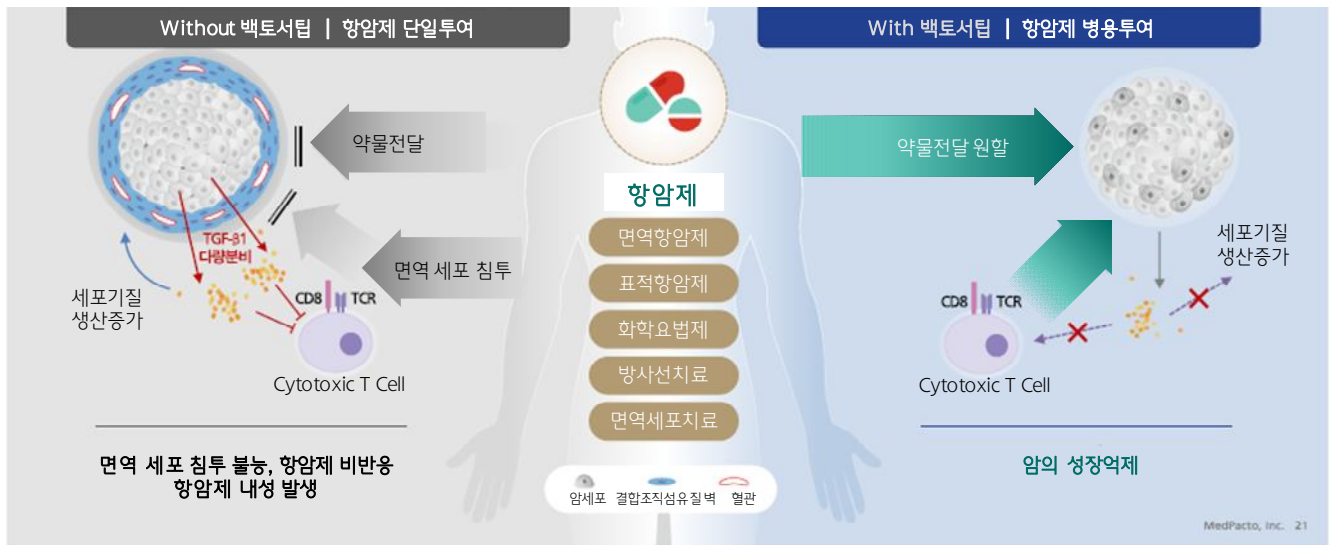 Without 백토서팁 | 항암제 단일투여
약물전달
TGF-β1
다량분비
면역 세포 침투
세포기질
생산증가
CD8 TCR
Cytotoxic T Cell
면역 세포 침투 불능, 항암제 비반응
항암제 내성 발생
항암제
면역항암제
표적항암제
화학요법제
방사선치료
면역세포치료
암세포 결합조직섬유질벽 혈관
With 백토서팁 | 항암제 병용투여
약물전달 원할
세포기질
생산증가
CD8 TCR
Cytotoxic T Cell
암의 성장억제
MedPacto, Inc. 21